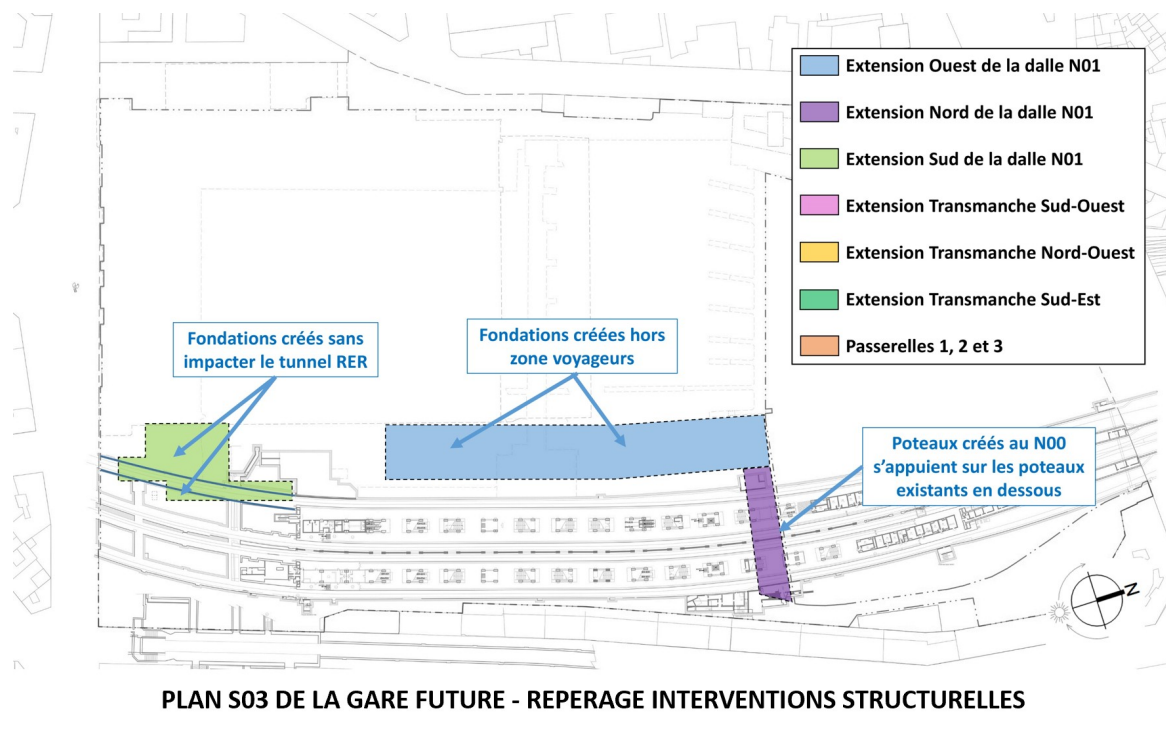 Extension Ouest de la dalle N01
Extension Nord de la dalle N01
Extension Sud de la dalle N01
Extension Transmanche Sud-Ouest
Extension Transmanche Nord-Ouest
Extension Transmanche Sud-Est
Passerelles 1, 2 et 3
Fondations créés sans
impacter le tunnel RER
Fondations créées hors
zone voyageurs
Poteaux créés au N00
s’appuient sur les poteaux
existants en dessous
N
PLAN S03 DE LA GARE FUTURE - REPERAGE INTERVENTIONS STRUCTURELLES